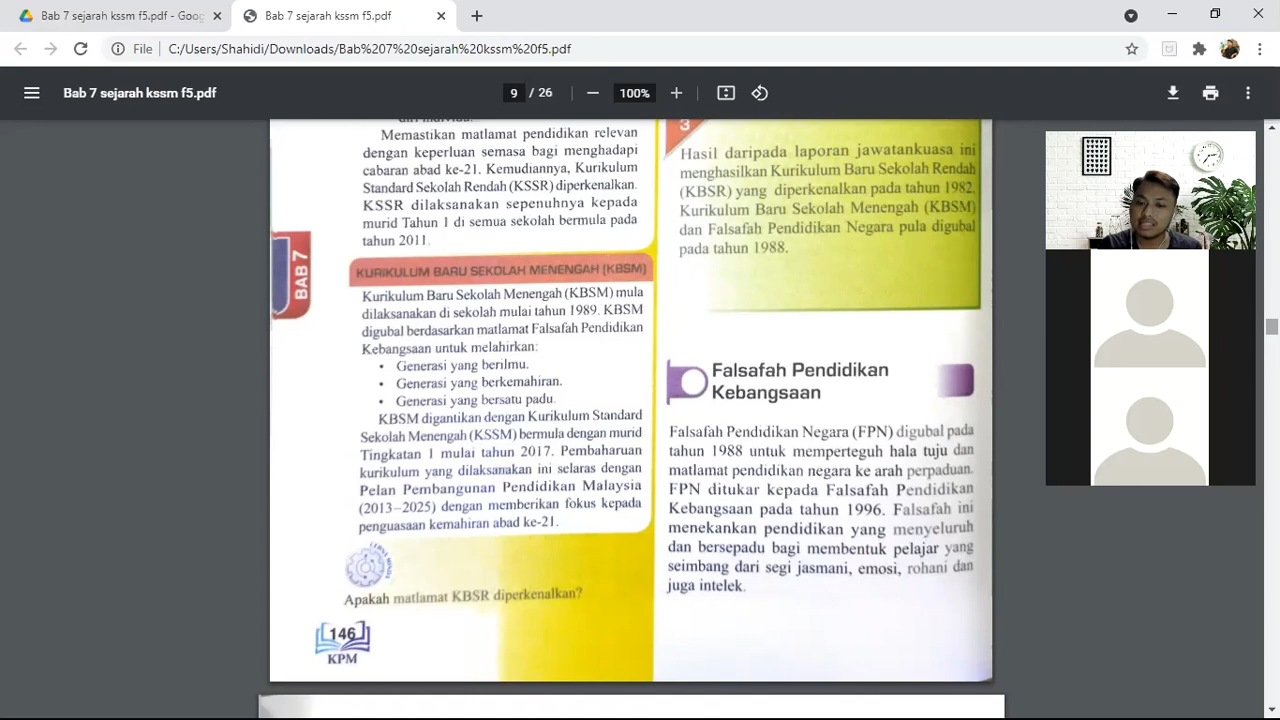 Bab 7 sejarah kssm f5.pdf - Goog
Bab 7 sejarah kssm f5.pdf
File
C:/Users/Shahidi/Downloads/Bab%207%20sejarah%20kssm%20f5.pdf
Bab 7 sejarah kssm f5.pdf
9 / 26
100%
Memastikan matlamat pendidikan relevan
dengan keperluan semasa bagi menghadapi
cabaran abad ke-21. Kemudiannya, Kurikulum
Standard Sekolah Rendah (KSSR) diperkenalkan.
KSSR dilaksanakan sepenuhnya kepada
murid Tahun 1 di semua sekolah bermula pada
tahun 2011.
BAB 7
KURIKULUM BARU SEKOLAH MENENGAH (KBSM)
Kurikulum Baru Sekolah Menengah (KBSM) mula
dilaksanakan di sekolah mulai tahun 1989. KBSM
digubal berdasarkan matlamat Falsafah Pendidikan
Kebangsaan untuk melahirkan:
• Generasi yang berilmu.
• Generasi yang berkemahiran.
• Generasi yang bersatu padu.
KBSM digantikan dengan Kurikulum Standard
Sekolah Menengah (KSSM) bermula dengan murid
Tingkatan 1 mulai tahun 2017. Pembaharuan
kurikulum yang dilaksanakan ini selaras dengan
Pelan Pembangunan Pendidikan Malaysia
(2013–2025) dengan memberikan fokus kepada
penguasaan kemahiran abad ke-21.
Apakah matlamat KBSR diperkenalkan?
146
KPM
3
Hasil daripada laporan jawatankuasa ini
menghasilkan Kurikulum Baru Sekolah Rendah
(KBSR) yang diperkenalkan pada tahun 1982.
Kurikulum Baru Sekolah Menengah (KBSM)
dan Falsafah Pendidikan Negara pula digubal
pada tahun 1988.
Falsafah Pendidikan
Kebangsaan
Falsafah Pendidikan Negara (FPN) digubal pada
tahun 1988 untuk memperteguh hala tuju dan
matlamat pendidikan negara ke arah perpaduan.
FPN ditukar kepada Falsafah Pendidikan
Kebangsaan pada tahun 1996. Falsafah ini
menekankan pendidikan yang menyeluruh
dan bersepadu bagi membentuk pelajar yang
seimbang dari segi jasmani, emosi, rohani dan
juga intelek.